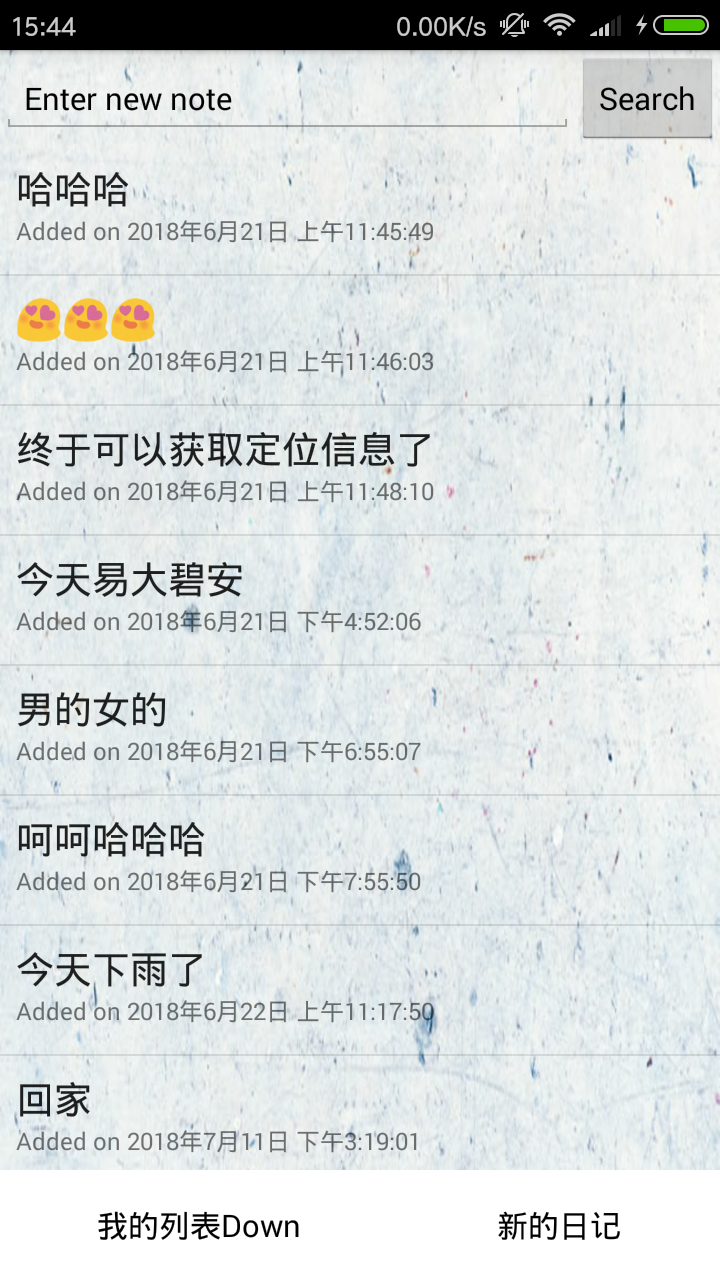 15:44 0.00K/s
Enter new note Search
哈哈哈
Added on 2018年6月21日 上午11:45:49
😍😍😍
Added on 2018年6月21日 上午11:46:03
终于可以获取定位信息了
Added on 2018年6月21日 上午11:48:10
今天易大碧安
Added on 2018年6月21日 下午4:52:06
男的女的
Added on 2018年6月21日 下午6:55:07
呵呵哈哈哈
Added on 2018年6月21日 下午7:55:50
今天下雨了
Added on 2018年6月22日 上午11:17:50
回家
Added on 2018年7月11日 下午3:19:01
我的列表Down 新的日记